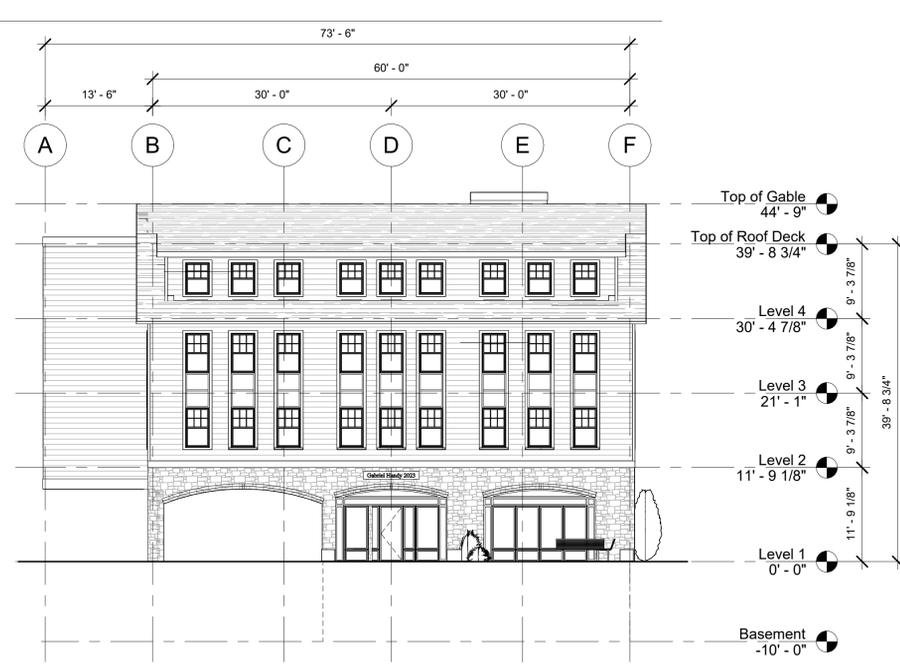 73' - 6"
60' - 0"
13' - 6"
30' - 0"
30' - 0"
A
B
C
D
E
F
Top of Gable
44' - 9"
Top of Roof Deck
39' - 8 3/4"
9' - 3 7/8"
Level 4
30' - 4 7/8"
9' - 3 7/8"
39' - 8 3/4"
Level 3
21' - 1"
9' - 3 7/8"
Level 2
11' - 9 1/8"
Gabriel Handy 2023
11' - 9 1/8"
Level 1
0' - 0"
Basement
-10' - 0"